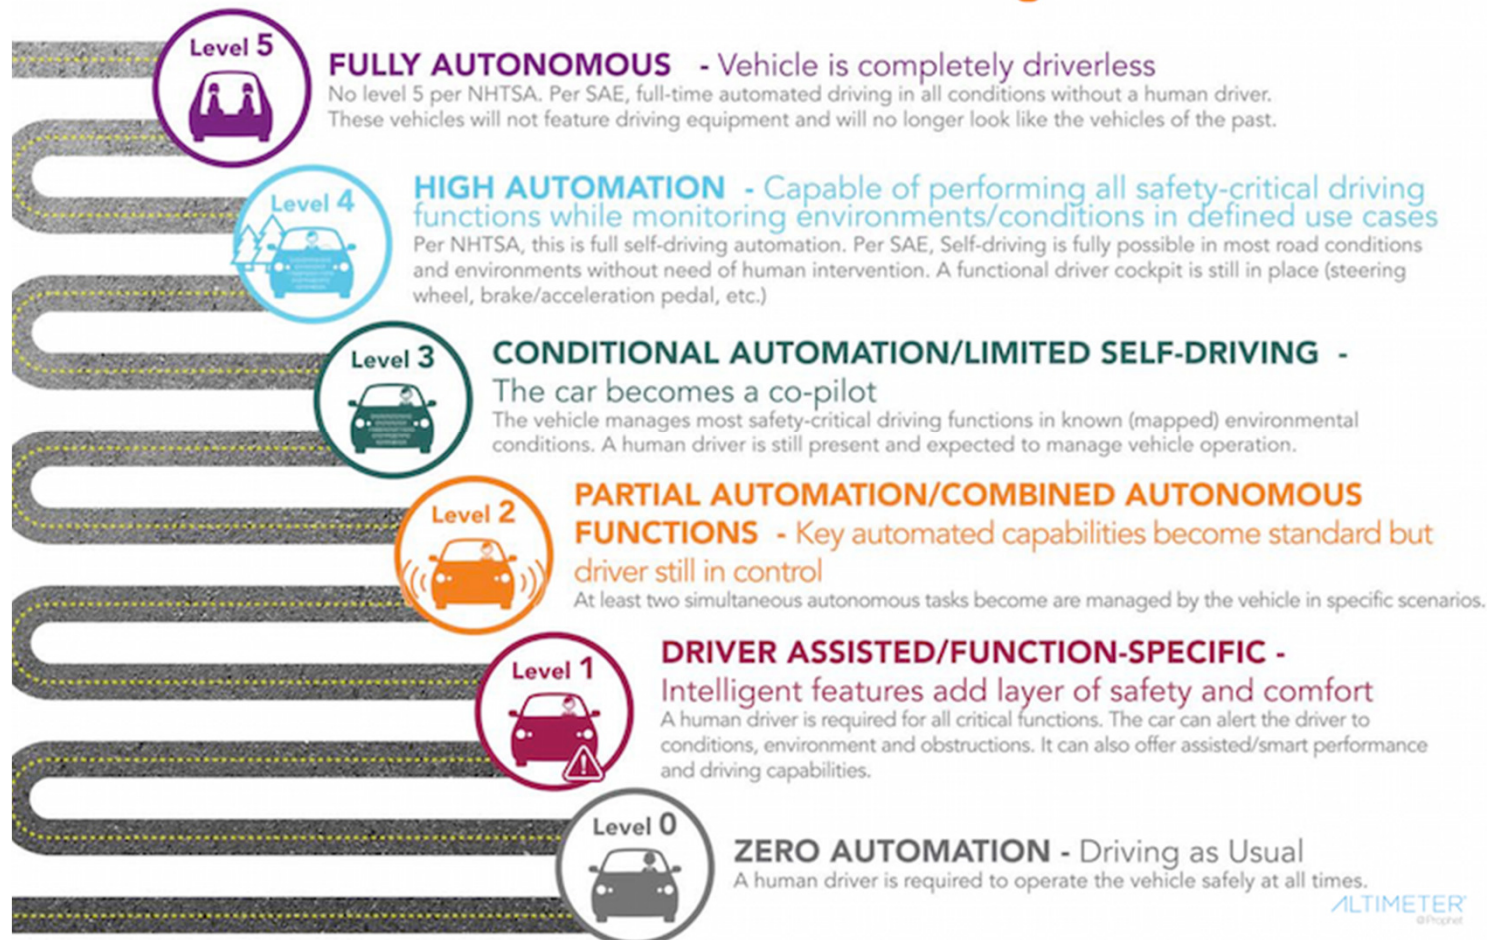 Level 5
FULLY AUTONOMOUS - Vehicle is completely driverless
No level 5 per NHTSA. Per SAE, full-time automated driving in all conditions without a human driver.
These vehicles will not feature driving equipment and will no longer look like the vehicles of the past.
Level 4
HIGH AUTOMATION - Capable of performing all safety-critical driving
functions while monitoring environments/conditions in defined use cases
Per NHTSA, this is full self-driving automation. Per SAE, Self-driving is fully possible in most road conditions
and environments without need of human intervention. A functional driver cockpit is still in place (steering
wheel, brake/acceleration pedal, etc.)
Level 3
CONDITIONAL AUTOMATION/LIMITED SELF-DRIVING -
The car becomes a co-pilot
The vehicle manages most safety-critical driving functions in known (mapped) environmental
conditions. A human driver is still present and expected to manage vehicle operation.
Level 2
PARTIAL AUTOMATION/COMBINED AUTONOMOUS
FUNCTIONS - Key automated capabilities become standard but
driver still in control
At least two simultaneous autonomous tasks become are managed by the vehicle in specific scenarios.
Level 1
DRIVER ASSISTED/FUNCTION-SPECIFIC -
Intelligent features add layer of safety and comfort
A human driver is required for all critical functions. The car can alert the driver to
conditions, environment and obstructions. It can also offer assisted/smart performance
and driving capabilities.
Level 0
ZERO AUTOMATION - Driving as Usual
A human driver is required to operate the vehicle safely at all times.
ALTIMETER
@Prophet